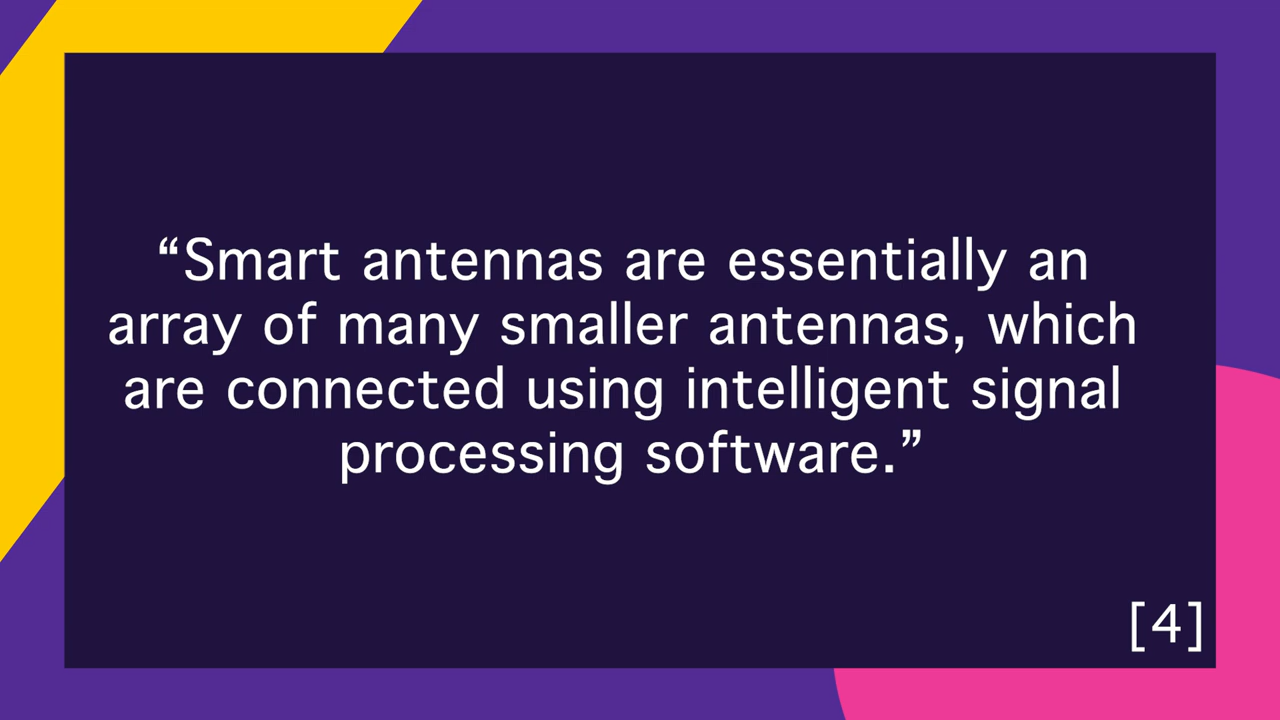 “Smart antennas are essentially an
array of many smaller antennas, which
are connected using intelligent signal
processing software.”
[4]